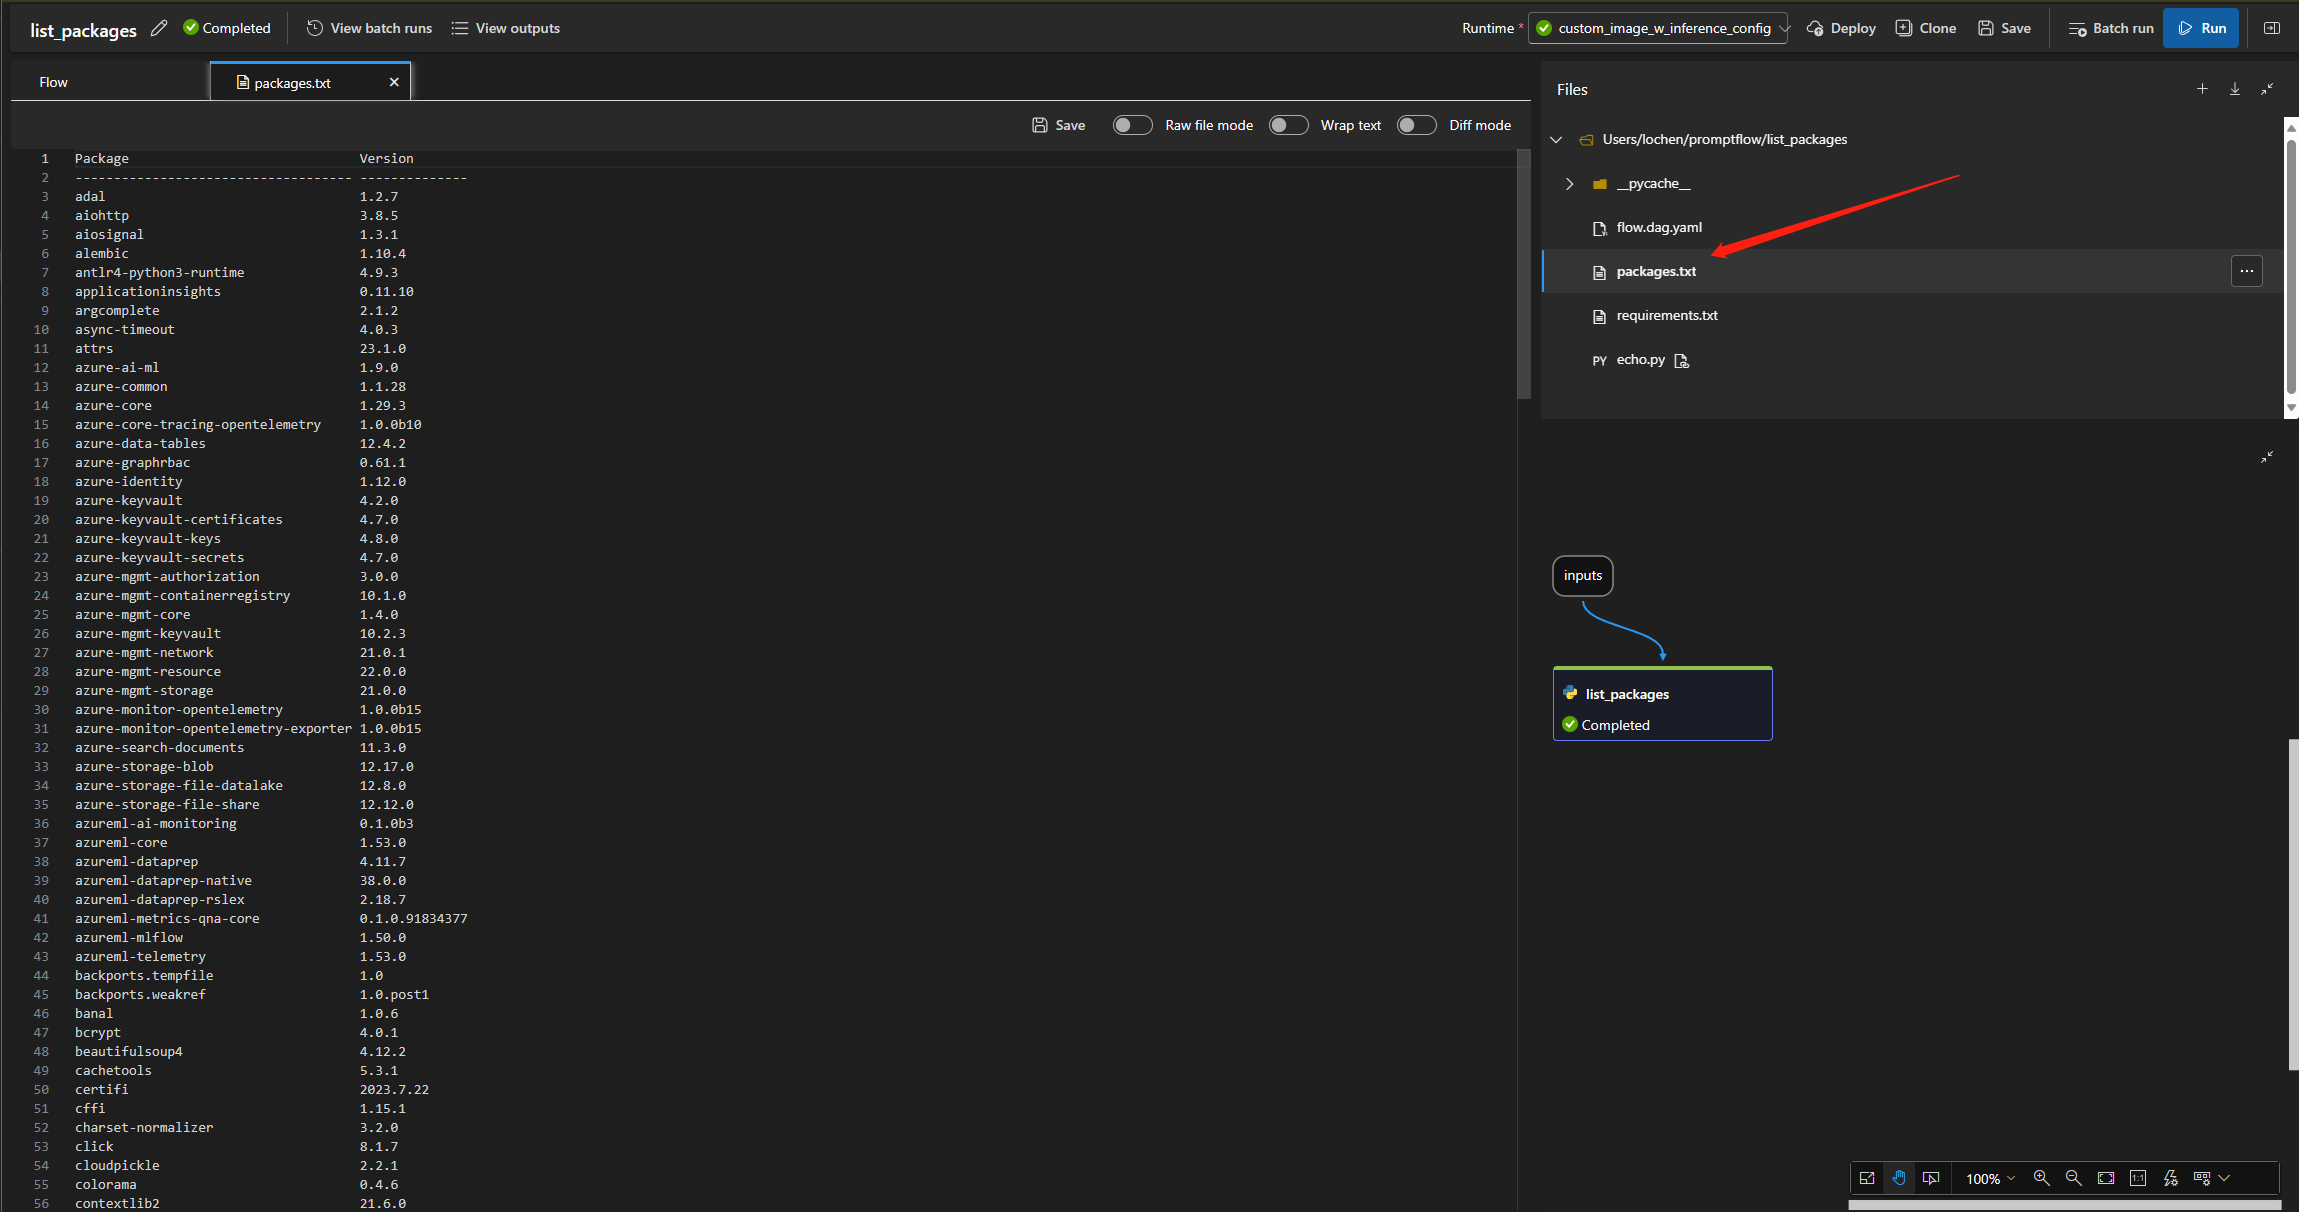 list_packages Completed View batch runs View outputs Runtime * custom_image_w_inference_config Deploy Clone Save Batch run Run
Flow packages.txt
Save Raw file mode Wrap text Diff mode
1 Package Version
2 ------------------------------------ --------------
3 adal 1.2.7
4 aiohttp 3.8.5
5 aiosignal 1.3.1
6 alembic 1.10.4
7 antlr4-python3-runtime 4.9.3
8 applicationinsights 0.11.10
9 argcomplete 2.1.2
10 async-timeout 4.0.3
11 attrs 23.1.0
12 azure-ai-ml 1.9.0
13 azure-common 1.1.28
14 azure-core 1.29.3
15 azure-core-tracing-opentelemetry 1.0.0b10
16 azure-data-tables 12.4.2
17 azure-graphrbac 0.61.1
18 azure-identity 1.12.0
19 azure-keyvault 4.2.0
20 azure-keyvault-certificates 4.7.0
21 azure-keyvault-keys 4.8.0
22 azure-keyvault-secrets 4.7.0
23 azure-mgmt-authorization 3.0.0
24 azure-mgmt-containerregistry 10.1.0
25 azure-mgmt-core 1.4.0
26 azure-mgmt-keyvault 10.2.3
27 azure-mgmt-network 21.0.1
28 azure-mgmt-resource 22.0.0
29 azure-mgmt-storage 21.0.0
30 azure-monitor-opentelemetry 1.0.0b15
31 azure-monitor-opentelemetry-exporter 1.0.0b15
32 azure-search-documents 11.3.0
33 azure-storage-blob 12.17.0
34 azure-storage-file-datalake 12.8.0
35 azure-storage-file-share 12.12.0
36 azureml-ai-monitoring 0.1.0b3
37 azureml-core 1.53.0
38 azureml-dataprep 4.11.7
39 azureml-dataprep-native 38.0.0
40 azureml-dataprep-rslex 2.18.7
41 azureml-metrics-qna-core 0.1.0.91834377
42 azureml-mlflow 1.50.0
43 azureml-telemetry 1.53.0
44 backports.tempfile 1.0
45 backports.weakref 1.0.post1
46 banal 1.0.6
47 bcrypt 4.0.1
48 beautifulsoup4 4.12.2
49 cachetools 5.3.1
50 certifi 2023.7.22
51 cffi 1.15.1
52 charset-normalizer 3.2.0
53 click 8.1.7
54 cloudpickle 2.2.1
55 colorama 0.4.6
56 contextlib2 21.6.0
Files
Users/lochen/promptflow/list_packages
__pycache__
flow.dag.yaml
packages.txt
requirements.txt
PY echo.py
inputs
list_packages
Completed
100% 1:1